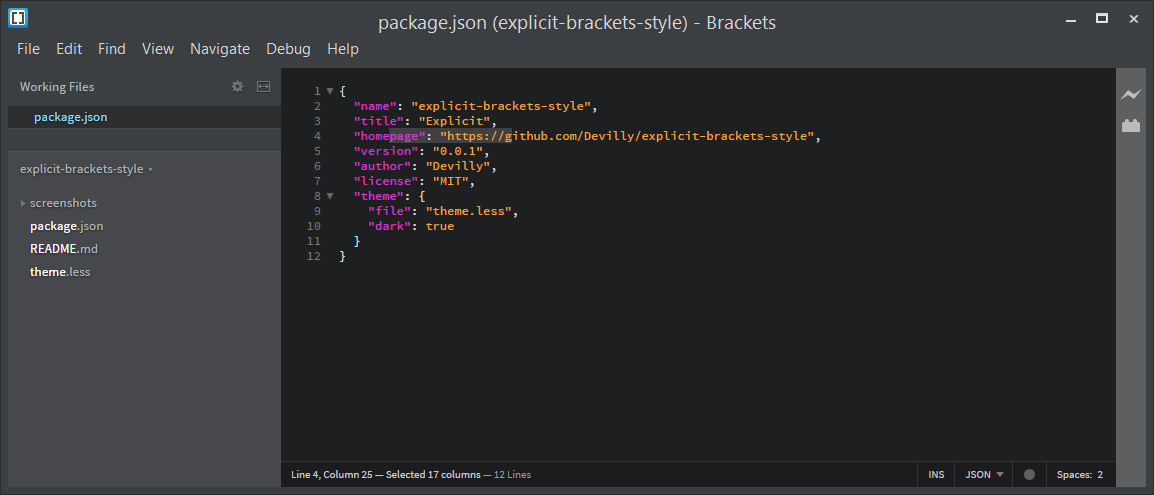 package.json (explicit-brackets-style) - Brackets
File Edit Find View Navigate Debug Help
Working Files
package.json
explicit-brackets-style
screenshots
package.json
README.md
theme.less
1 {
2 "name": "explicit-brackets-style",
3 "title": "Explicit",
4 "homepage": "https://github.com/Devilly/explicit-brackets-style",
5 "version": "0.0.1",
6 "author": "Devilly",
7 "license": "MIT",
8 "theme": {
9 "file": "theme.less",
10 "dark": true
11 }
12 }
Line 4, Column 25 — Selected 17 columns — 12 Lines INS JSON Spaces: 2